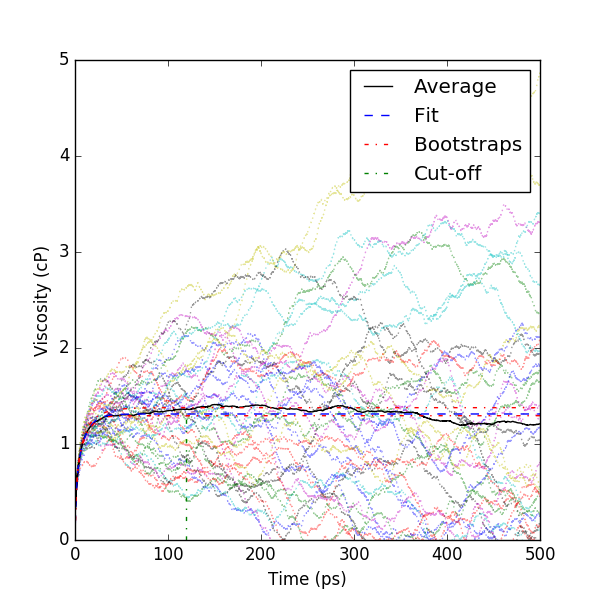 5
4
3
2
1
0
Viscosity (cP)
Average
Fit
Bootstraps
Cut-off
0 100 200 300 400 500
Time (ps)